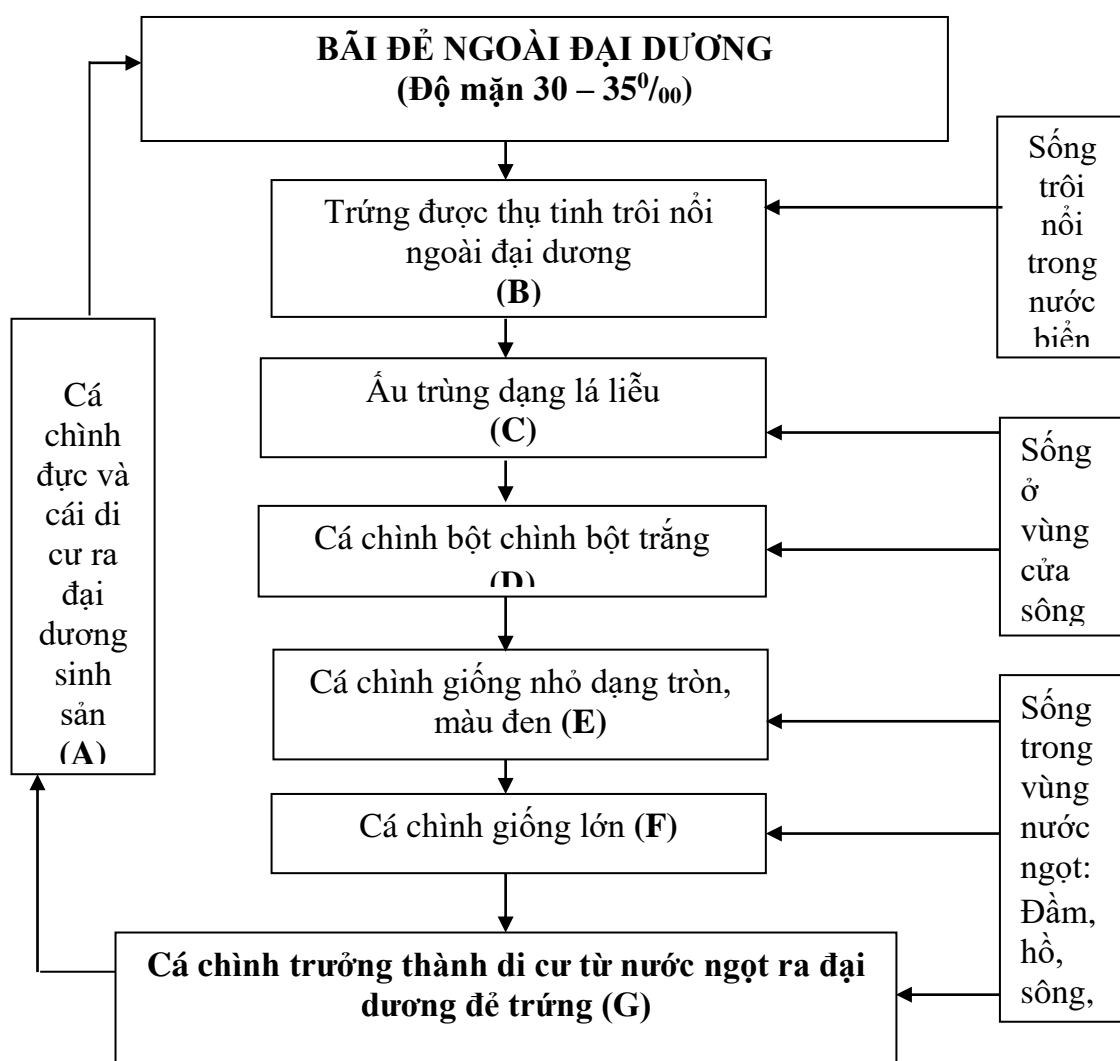 BÃI ĐẺ NGOÀI ĐẠI DƯƠNG
(Độ mặn 30 – 35⁰/₀₀)
Trứng được thụ tinh trôi nổi
ngoài đại dương
(B)
Sống
trôi
nổi
trong
nước
biển
Ấu trùng dạng lá liễu
(C)
Cá chình bột chình bột trắng
(D)
Sống
ở
vùng
cửa
sông
Cá
chình
đực và
cái di
cư ra
đại
dương
sinh
sản
(A)
Cá chình giống nhỏ dạng tròn,
màu đen (E)
Cá chình giống lớn (F)
Sống
trong
vùng
nước
ngọt:
Đầm,
hồ,
sông,
Cá chình trưởng thành di cư từ nước ngọt ra đại
dương đẻ trứng (G)